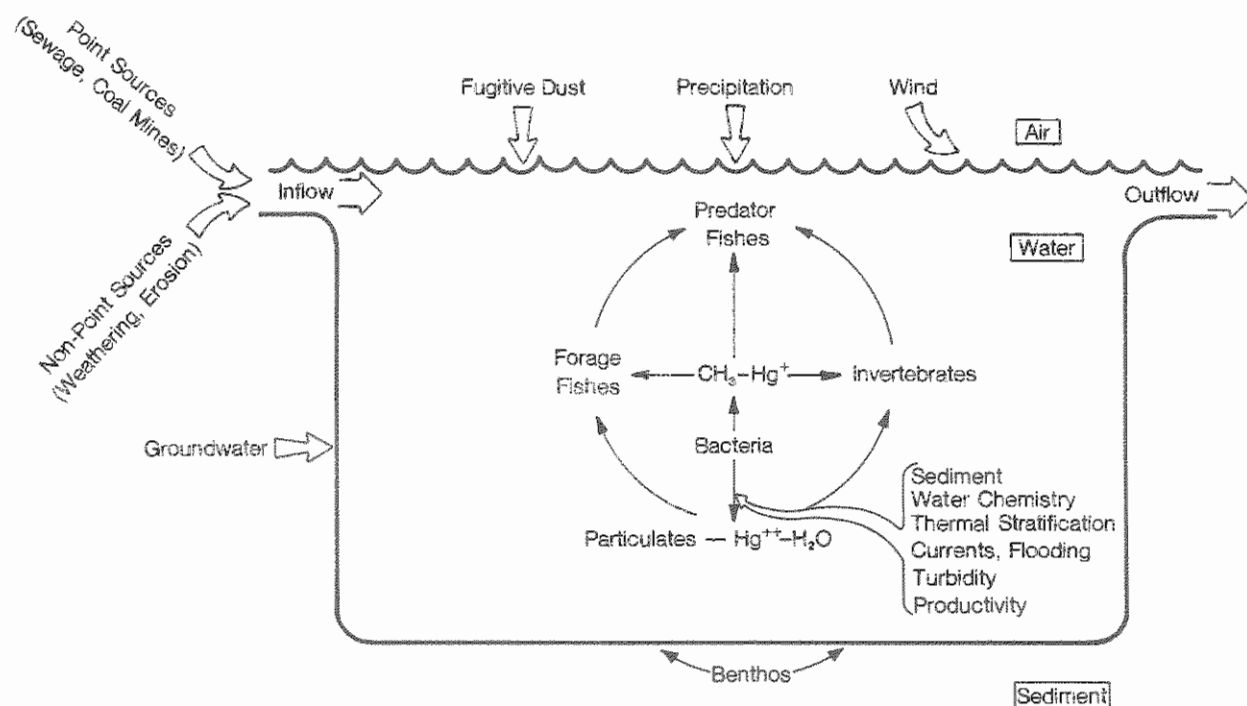 Point Sources
(Sewage, Coal Mines)
Fugitive Dust
Precipitation
Wind
Air
Inflow
Outflow
Predator
Fishes
Water
Non-Point Sources
(Weathering, Erosion)
Forage
Fishes
CH₃–Hg⁺
Invertebrates
Groundwater
Bacteria
Sediment
Water Chemistry
Thermal Stratification
Currents, Flooding
Turbidity
Productivity
Particulates — Hg⁺⁺–H₂O
Benthos
Sediment